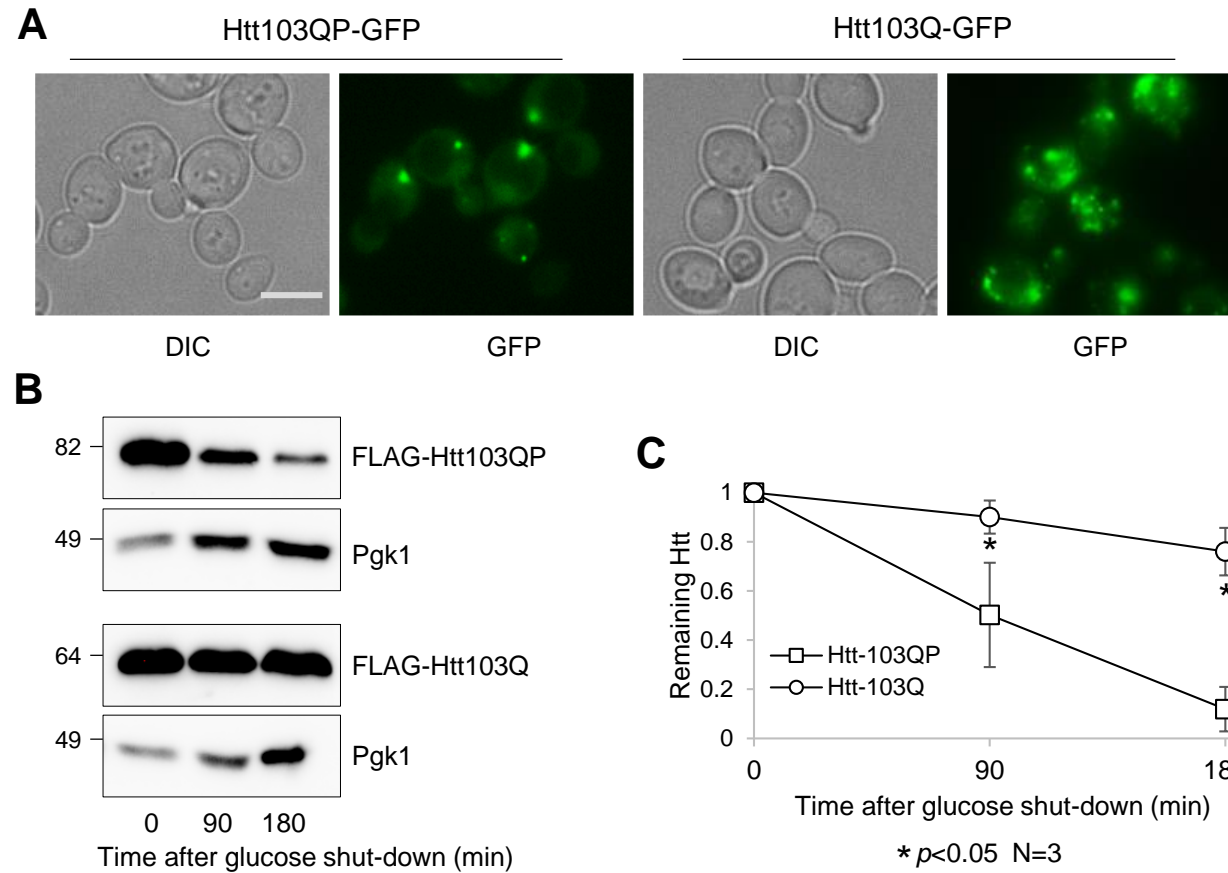 A
Htt103QP-GFP
Htt103Q-GFP
DIC
GFP
DIC
GFP
B
82
FLAG-Htt103QP
49
Pgk1
64
FLAG-Htt103Q
49
Pgk1
0 90 180
Time after glucose shut-down (min)
C
Remaining Htt
1
0.8
0.6
0.4
0.2
0
*
*
Htt-103QP
Htt-103Q
0 90
Time after glucose shut-down (min)
* p<0.05 N=3